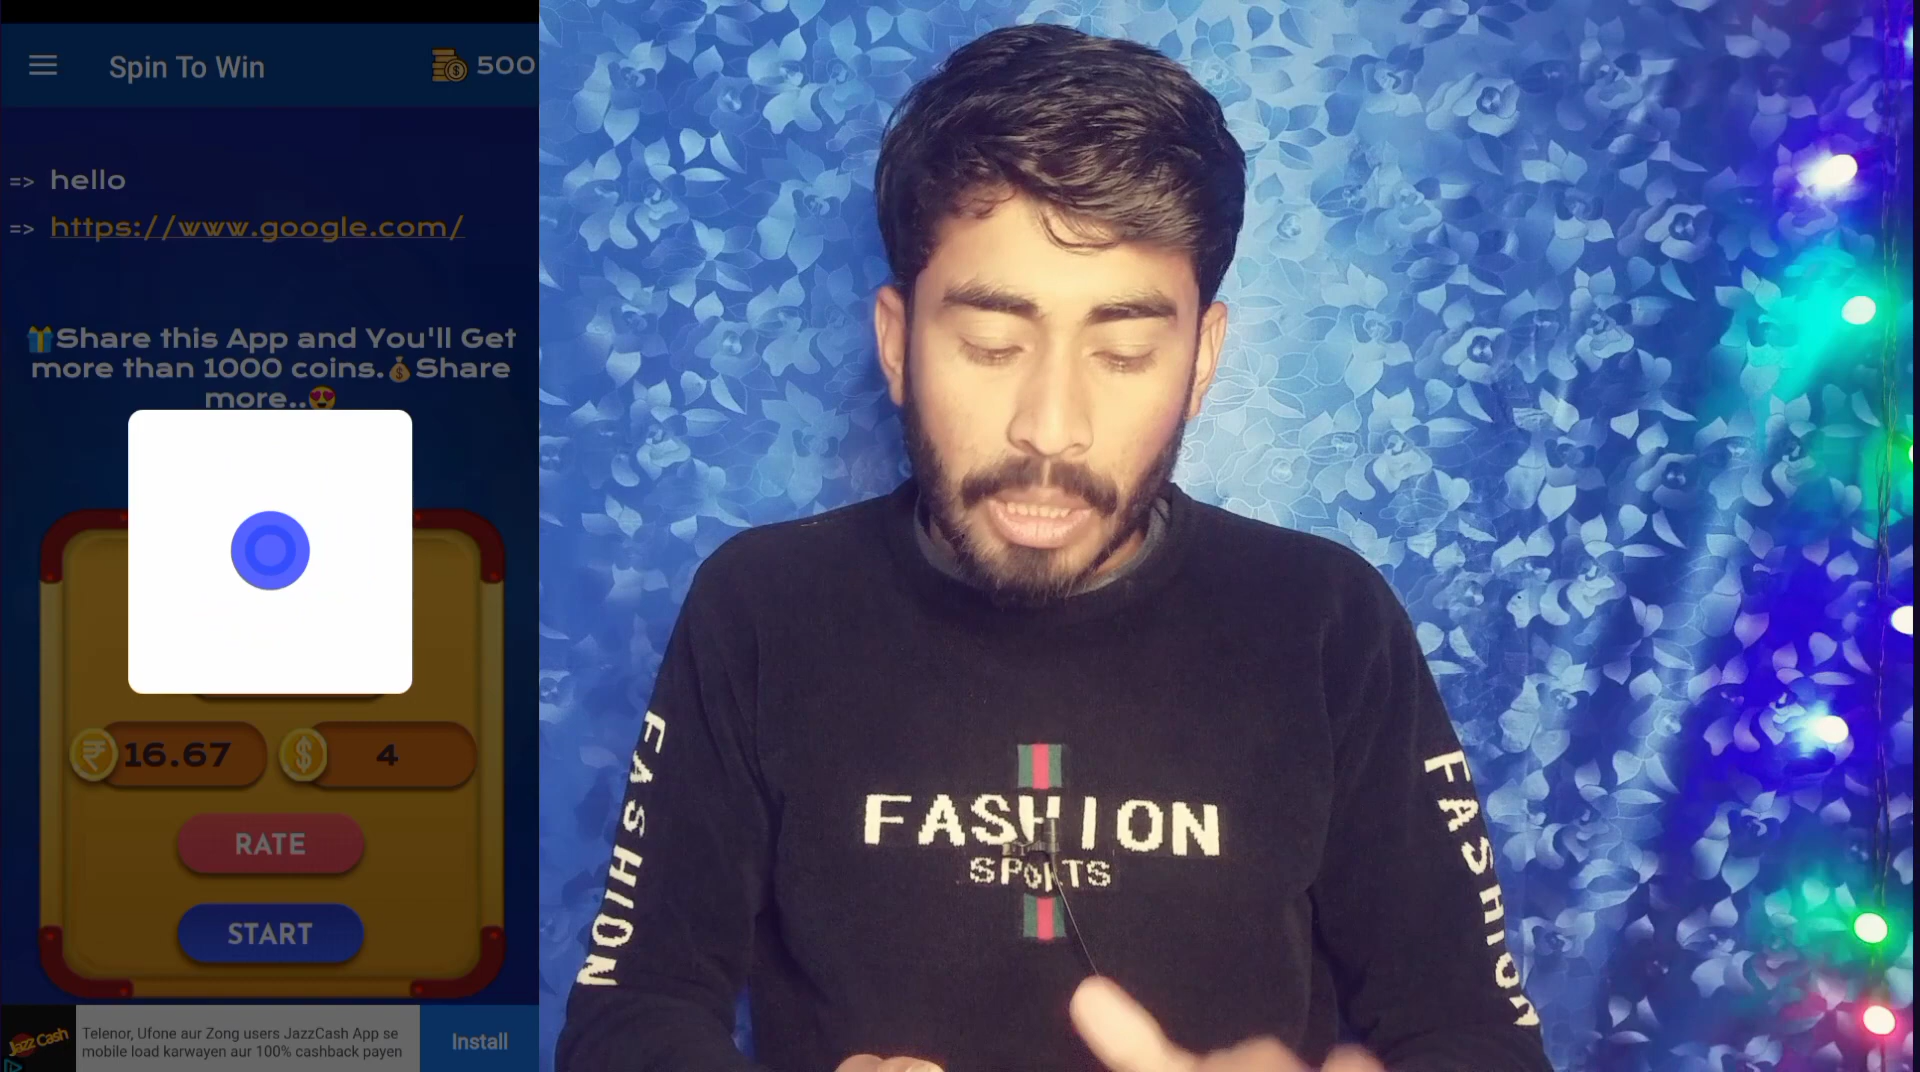 Spin To Win
500
=> hello
=> https://www.google.com/
🎁Share this App and You'll Get
more than 1000 coins.💰Share
more..😍
₹ 16.67
$ 4
RATE
START
Jazz Cash
Telenor, Ufone aur Zong users JazzCash App se
mobile load karwayen aur 100% cashback payen
Install
FASHION
FASHION
SPORTS
FASHION